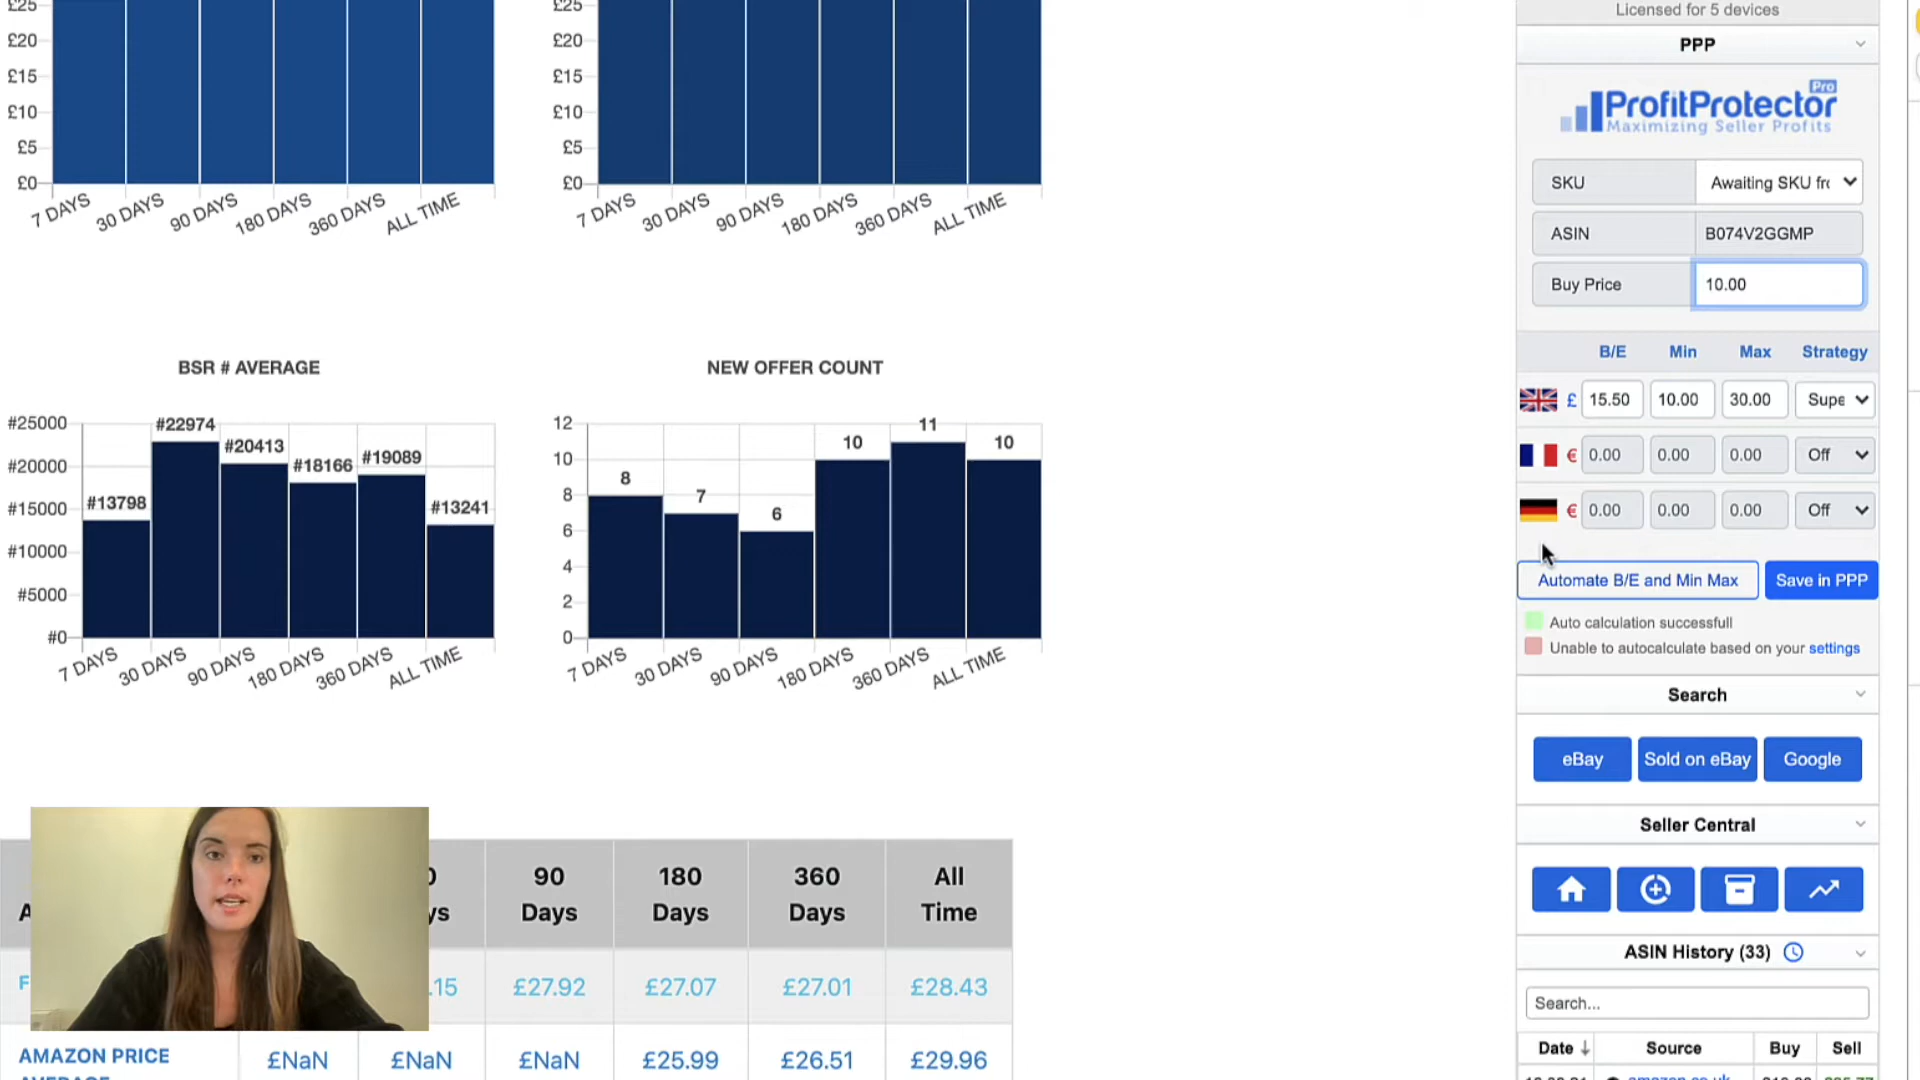 Licensed for 5 devices
PPP
ProfitProtector Pro
Maximizing Seller Profits
SKU Awaiting SKU frc
ASIN B074V2GGMP
Buy Price 10.00
B/E Min Max Strategy
£ 15.50 10.00 30.00 Supe
€ 0.00 0.00 0.00 Off
€ 0.00 0.00 0.00 Off
Automate B/E and Min Max Save in PPP
Auto calculation successfull
Unable to autocalculate based on your settings
Search
eBay Sold on eBay Google
Seller Central
ASIN History (33)
Search...
Date ↓ Source Buy Sell
£25
£20
£15
£10
£5
£0
7 DAYS 30 DAYS 90 DAYS 180 DAYS 360 DAYS ALL TIME
£25
£20
£15
£10
£5
£0
7 DAYS 30 DAYS 90 DAYS 180 DAYS 360 DAYS ALL TIME
BSR # AVERAGE
#25000
#20000
#15000
#10000
#5000
#0
#13798 #22974 #20413 #18166 #19089 #13241
7 DAYS 30 DAYS 90 DAYS 180 DAYS 360 DAYS ALL TIME
NEW OFFER COUNT
12
10
8
6
4
2
0
8 7 6 10 11 10
7 DAYS 30 DAYS 90 DAYS 180 DAYS 360 DAYS ALL TIME
90 Days 180 Days 360 Days All Time
.15 £27.92 £27.07 £27.01 £28.43
AMAZON PRICE £NaN £NaN £NaN £25.99 £26.51 £29.96